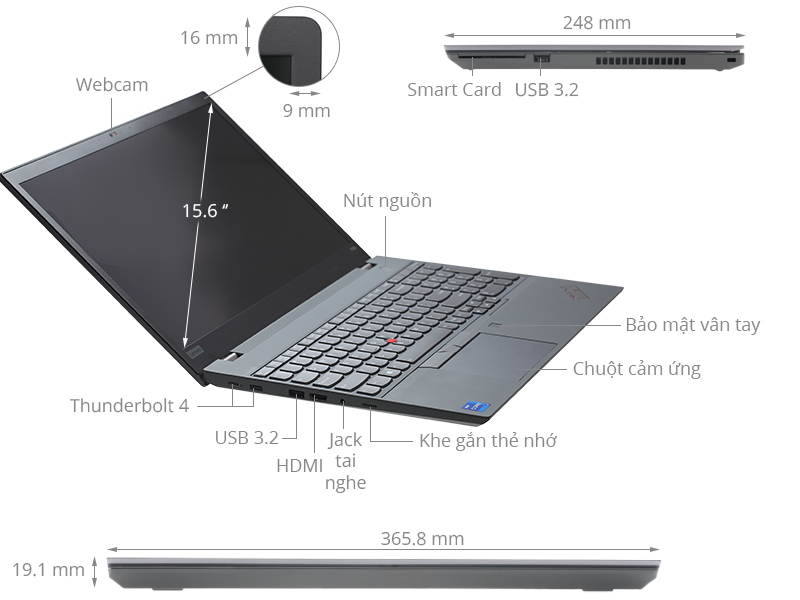 16 mm
9 mm
248 mm
Smart Card
USB 3.2
Webcam
15.6 “
Nút nguồn
Bảo mật vân tay
Chuột cảm ứng
Thunderbolt 4
USB 3.2
HDMI
Jack
tai
nghe
Khe gắn thẻ nhớ
365.8 mm
19.1 mm